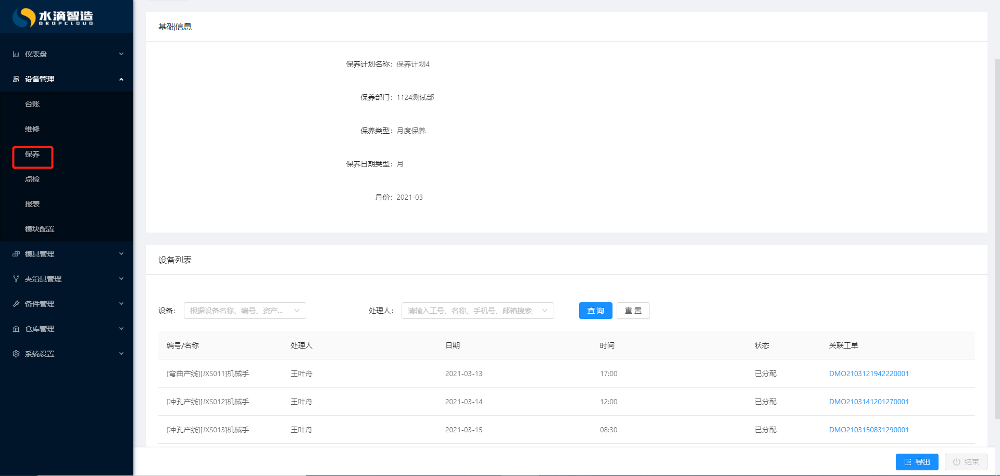 水滴智造
DROPCLOUD
仪表盘
设备管理
台账
维修
保养
点检
报表
模块配置
模具管理
夹治具管理
备件管理
仓库管理
系统设置
基础信息
保养计划名称：保养计划4
保养部门：1124测试部
保养类型：月度保养
保养日期类型：月
月份：2021-03
设备列表
设备： 根据设备名称、编号、资产... 处理人： 请输入工号、名称、手机号、邮箱搜索 查 询 重 置
编号/名称 处理人 日期 时间 状态 关联工单
[弯曲产线][JXS011]机械手 王叶舟 2021-03-13 17:00 已分配 DMO2103121942220001
[冲孔产线][JXS012]机械手 王叶舟 2021-03-14 12:00 已分配 DMO2103141201270001
[冲孔产线][JXS013]机械手 王叶舟 2021-03-15 08:30 已分配 DMO2103150831290001
导出 结束